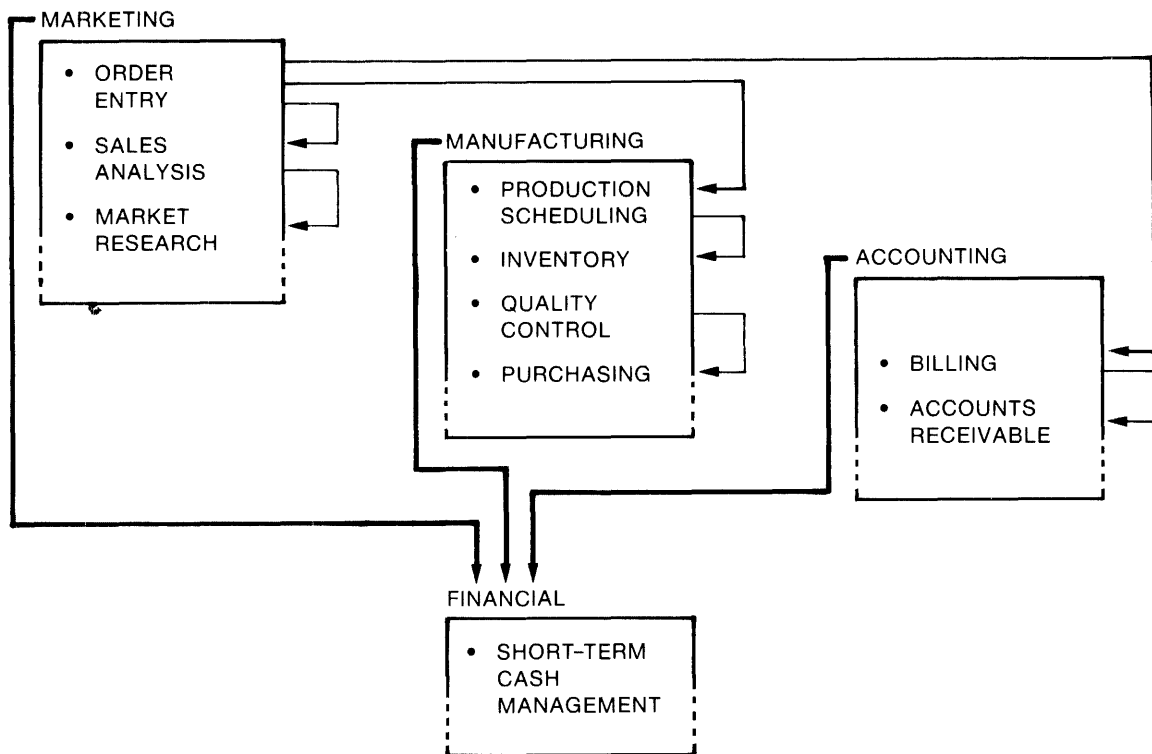 MARKETING
• ORDER
ENTRY
• SALES
ANALYSIS
• MARKET
RESEARCH
MANUFACTURING
• PRODUCTION
SCHEDULING
• INVENTORY
• QUALITY
CONTROL
• PURCHASING
ACCOUNTING
• BILLING
• ACCOUNTS
RECEIVABLE
FINANCIAL
• SHORT-TERM
CASH
MANAGEMENT